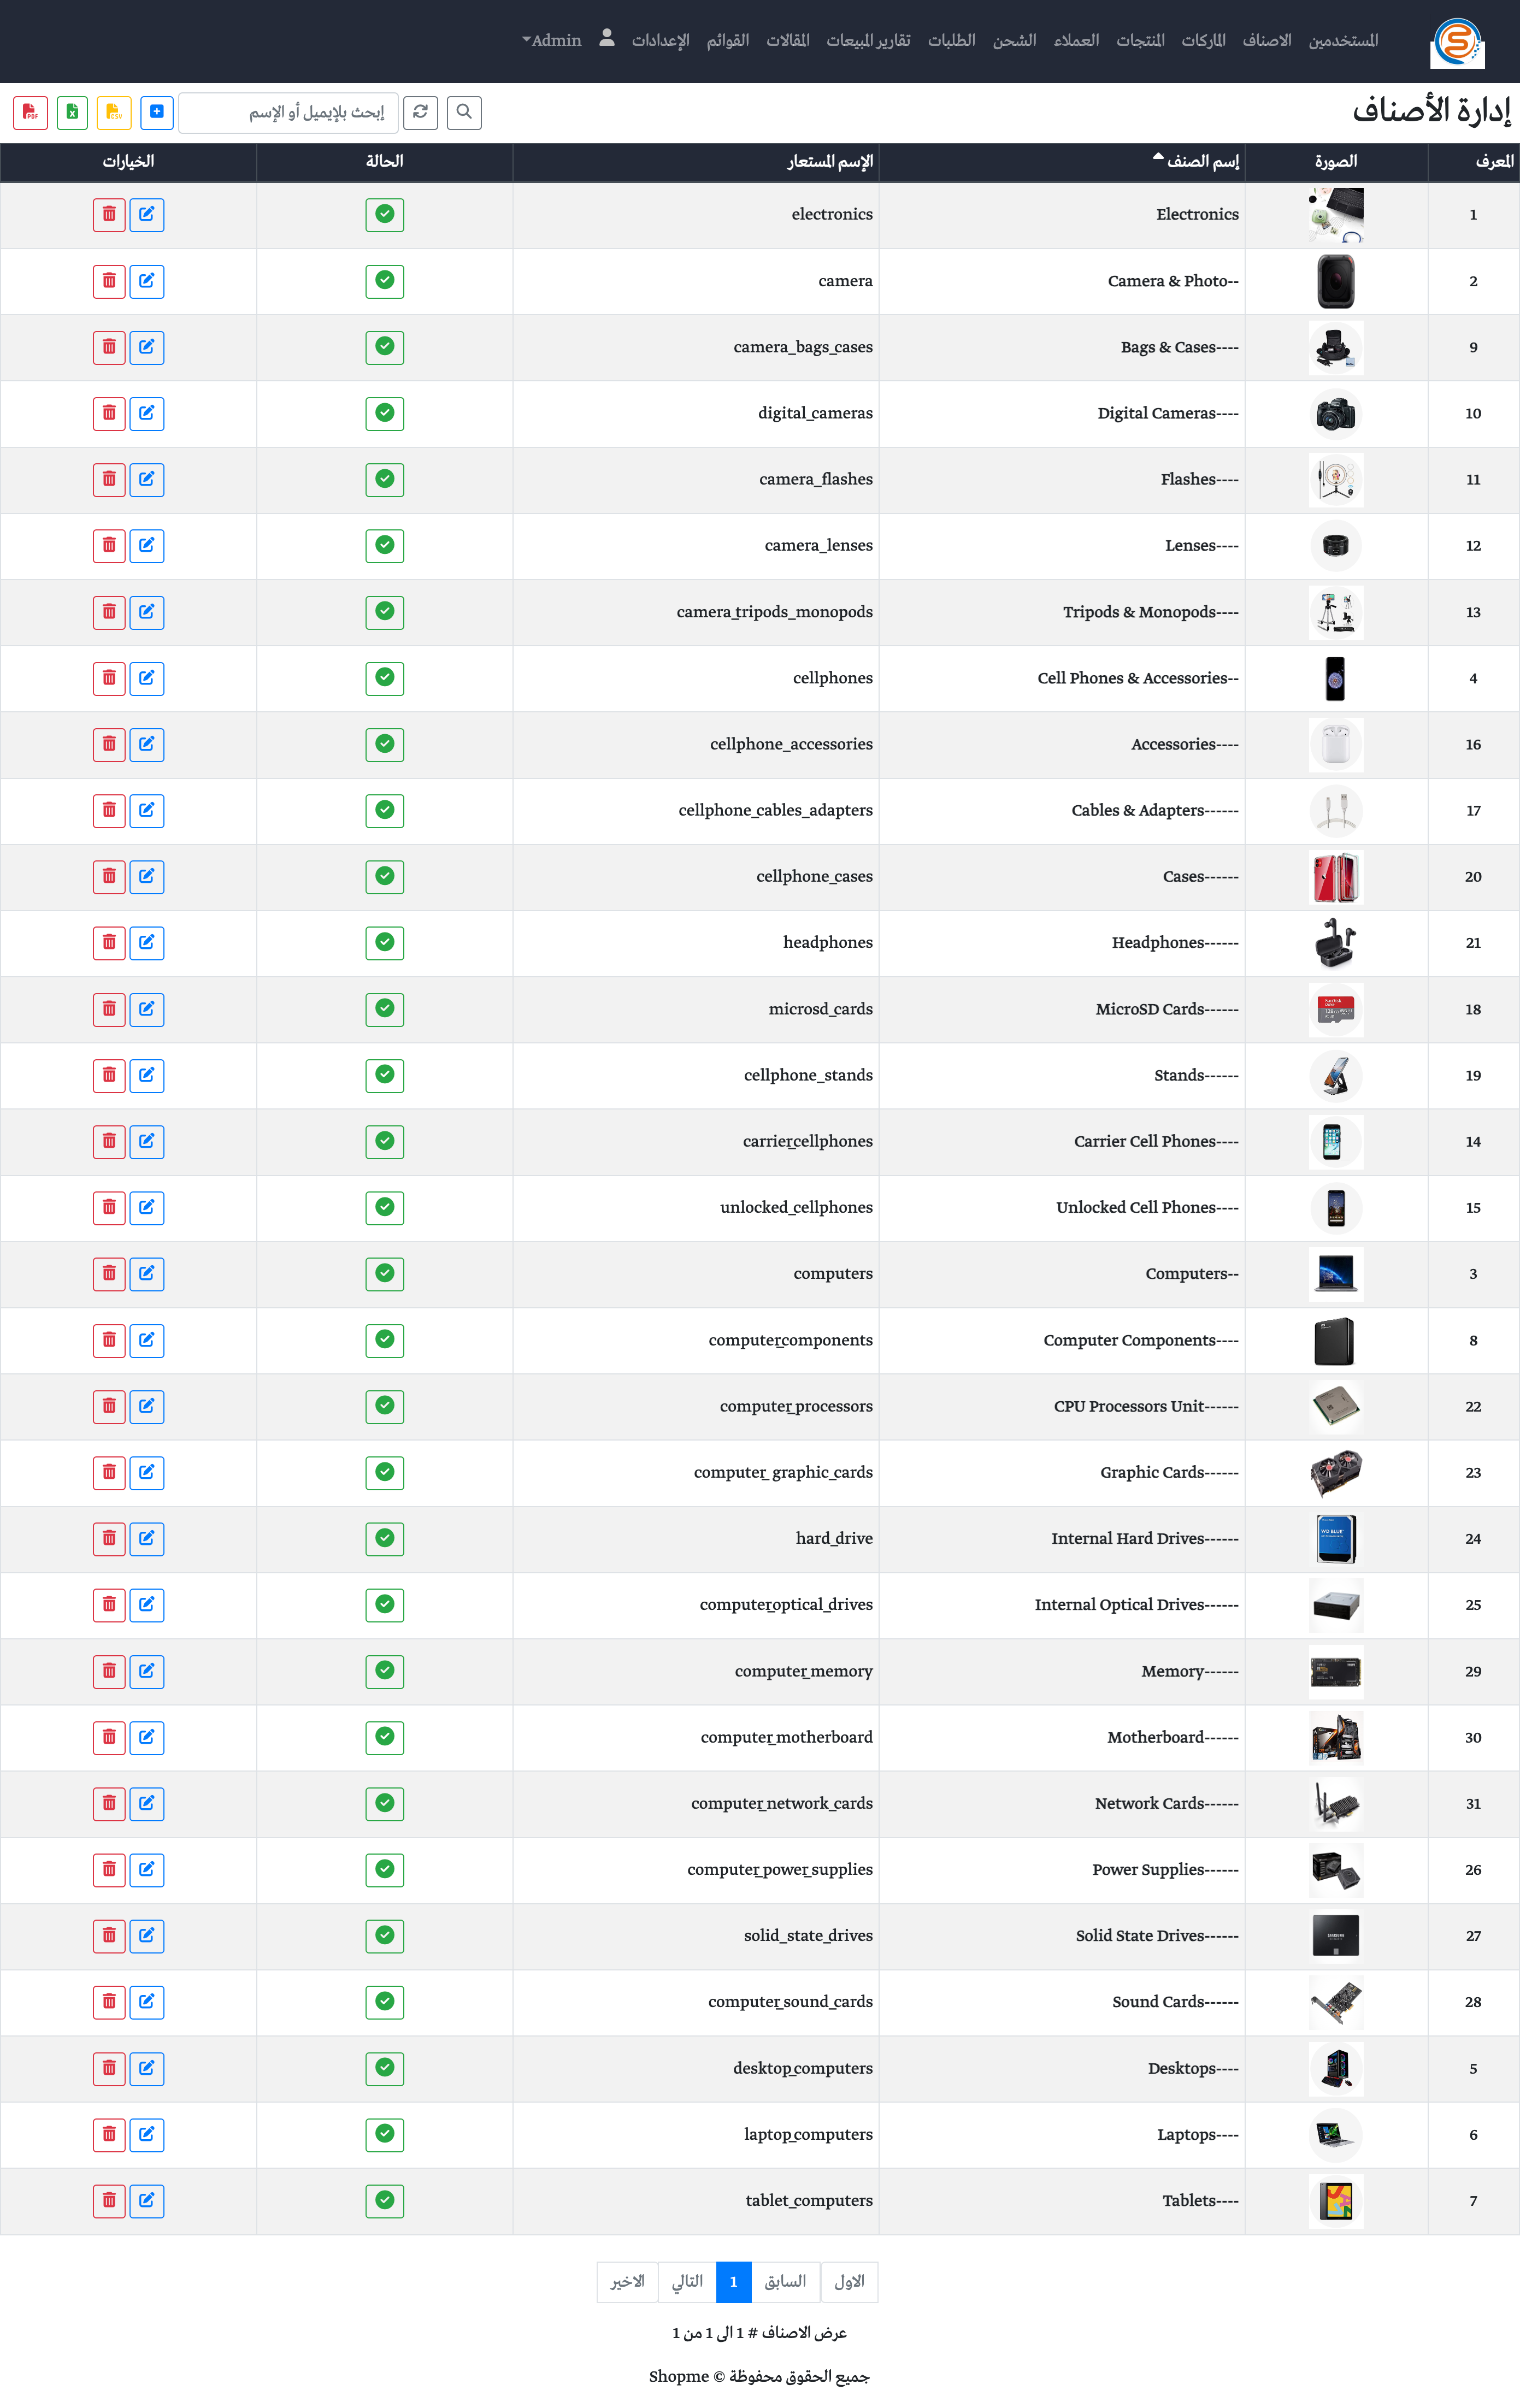 المستخدمين الاصناف الماركات المنتجات العملاء الشحن الطلبات تقارير المبيعات المقالات القوائم الإعدادات Admin
إدارة الأصناف
إبحث بلإيميل أو الإسم
CSV
PDF
المعرف الصورة إسم الصنف الإسم المستعار الحالة الخيارات
1 Electronics electronics
2 Camera & Photo-- camera
9 Bags & Cases---- camera_bags_cases
10 Digital Cameras---- digital_cameras
11 Flashes---- camera_flashes
12 Lenses---- camera_lenses
13 Tripods & Monopods---- camera_tripods_monopods
4 Cell Phones & Accessories-- cellphones
16 Accessories---- cellphone_accessories
17 Cables & Adapters------ cellphone_cables_adapters
20 Cases------ cellphone_cases
21 Headphones------ headphones
18 MicroSD Cards------ microsd_cards
19 Stands------ cellphone_stands
14 Carrier Cell Phones---- carrier_cellphones
15 Unlocked Cell Phones---- unlocked_cellphones
3 Computers-- computers
8 Computer Components---- computer_components
22 CPU Processors Unit------ computer_processors
23 Graphic Cards------ computer_ graphic_cards
24 WD BLUE Internal Hard Drives------ hard_drive
25 Internal Optical Drives------ computer_optical_drives
29 Memory------ computer_memory
30 Motherboard------ computer_motherboard
31 Network Cards------ computer_network_cards
26 Power Supplies------ computer_power_supplies
27 SAMSUNG Solid State Drives------ solid_state_drives
28 Sound Cards------ computer_sound_cards
5 Desktops---- desktop_computers
6 Laptops---- laptop_computers
7 Tablets---- tablet_computers
الاول السابق 1 التالي الاخير
عرض الاصناف # 1 الى 1 من 1
جميع الحقوق محفوظة © Shopme